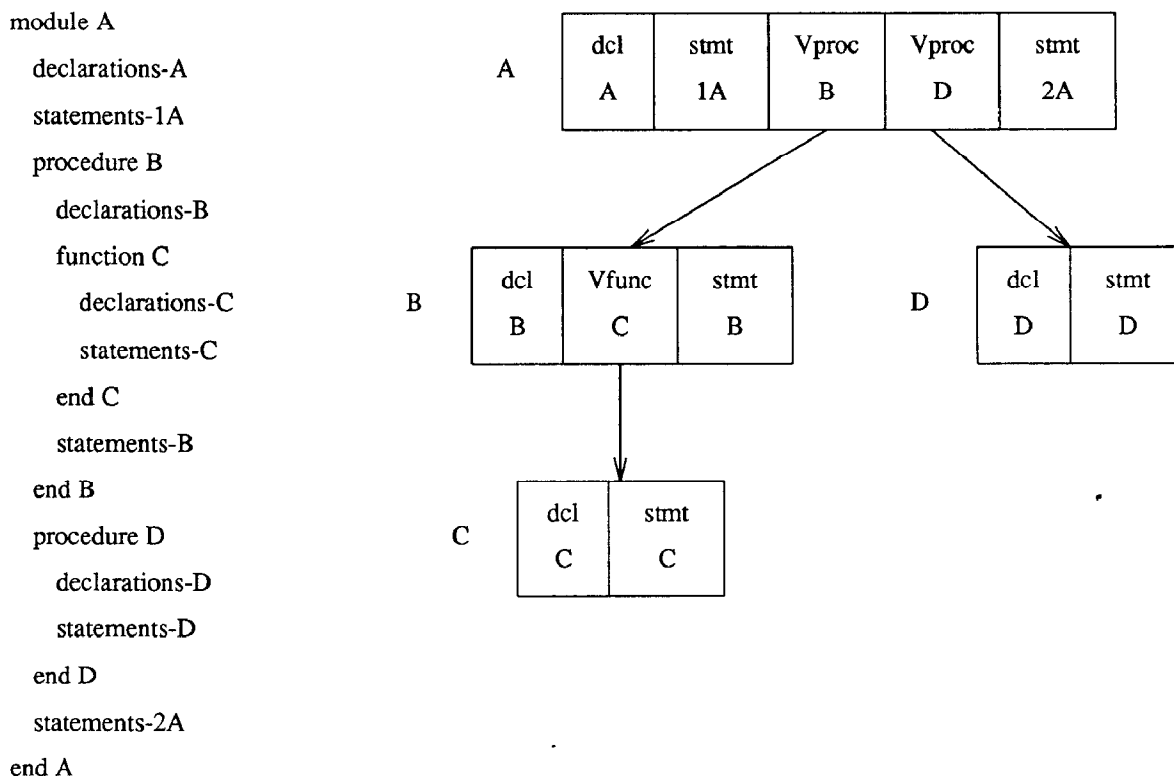 module A
declarations-A
statements-1A
procedure B
declarations-B
function C
declarations-C
statements-C
end C
statements-B
end B
procedure D
declarations-D
statements-D
end D
statements-2A
end A
A
dcl A
stmt 1A
Vproc B
Vproc D
stmt 2A
B
dcl B
Vfunc C
stmt B
D
dcl D
stmt D
C
dcl C
stmt C